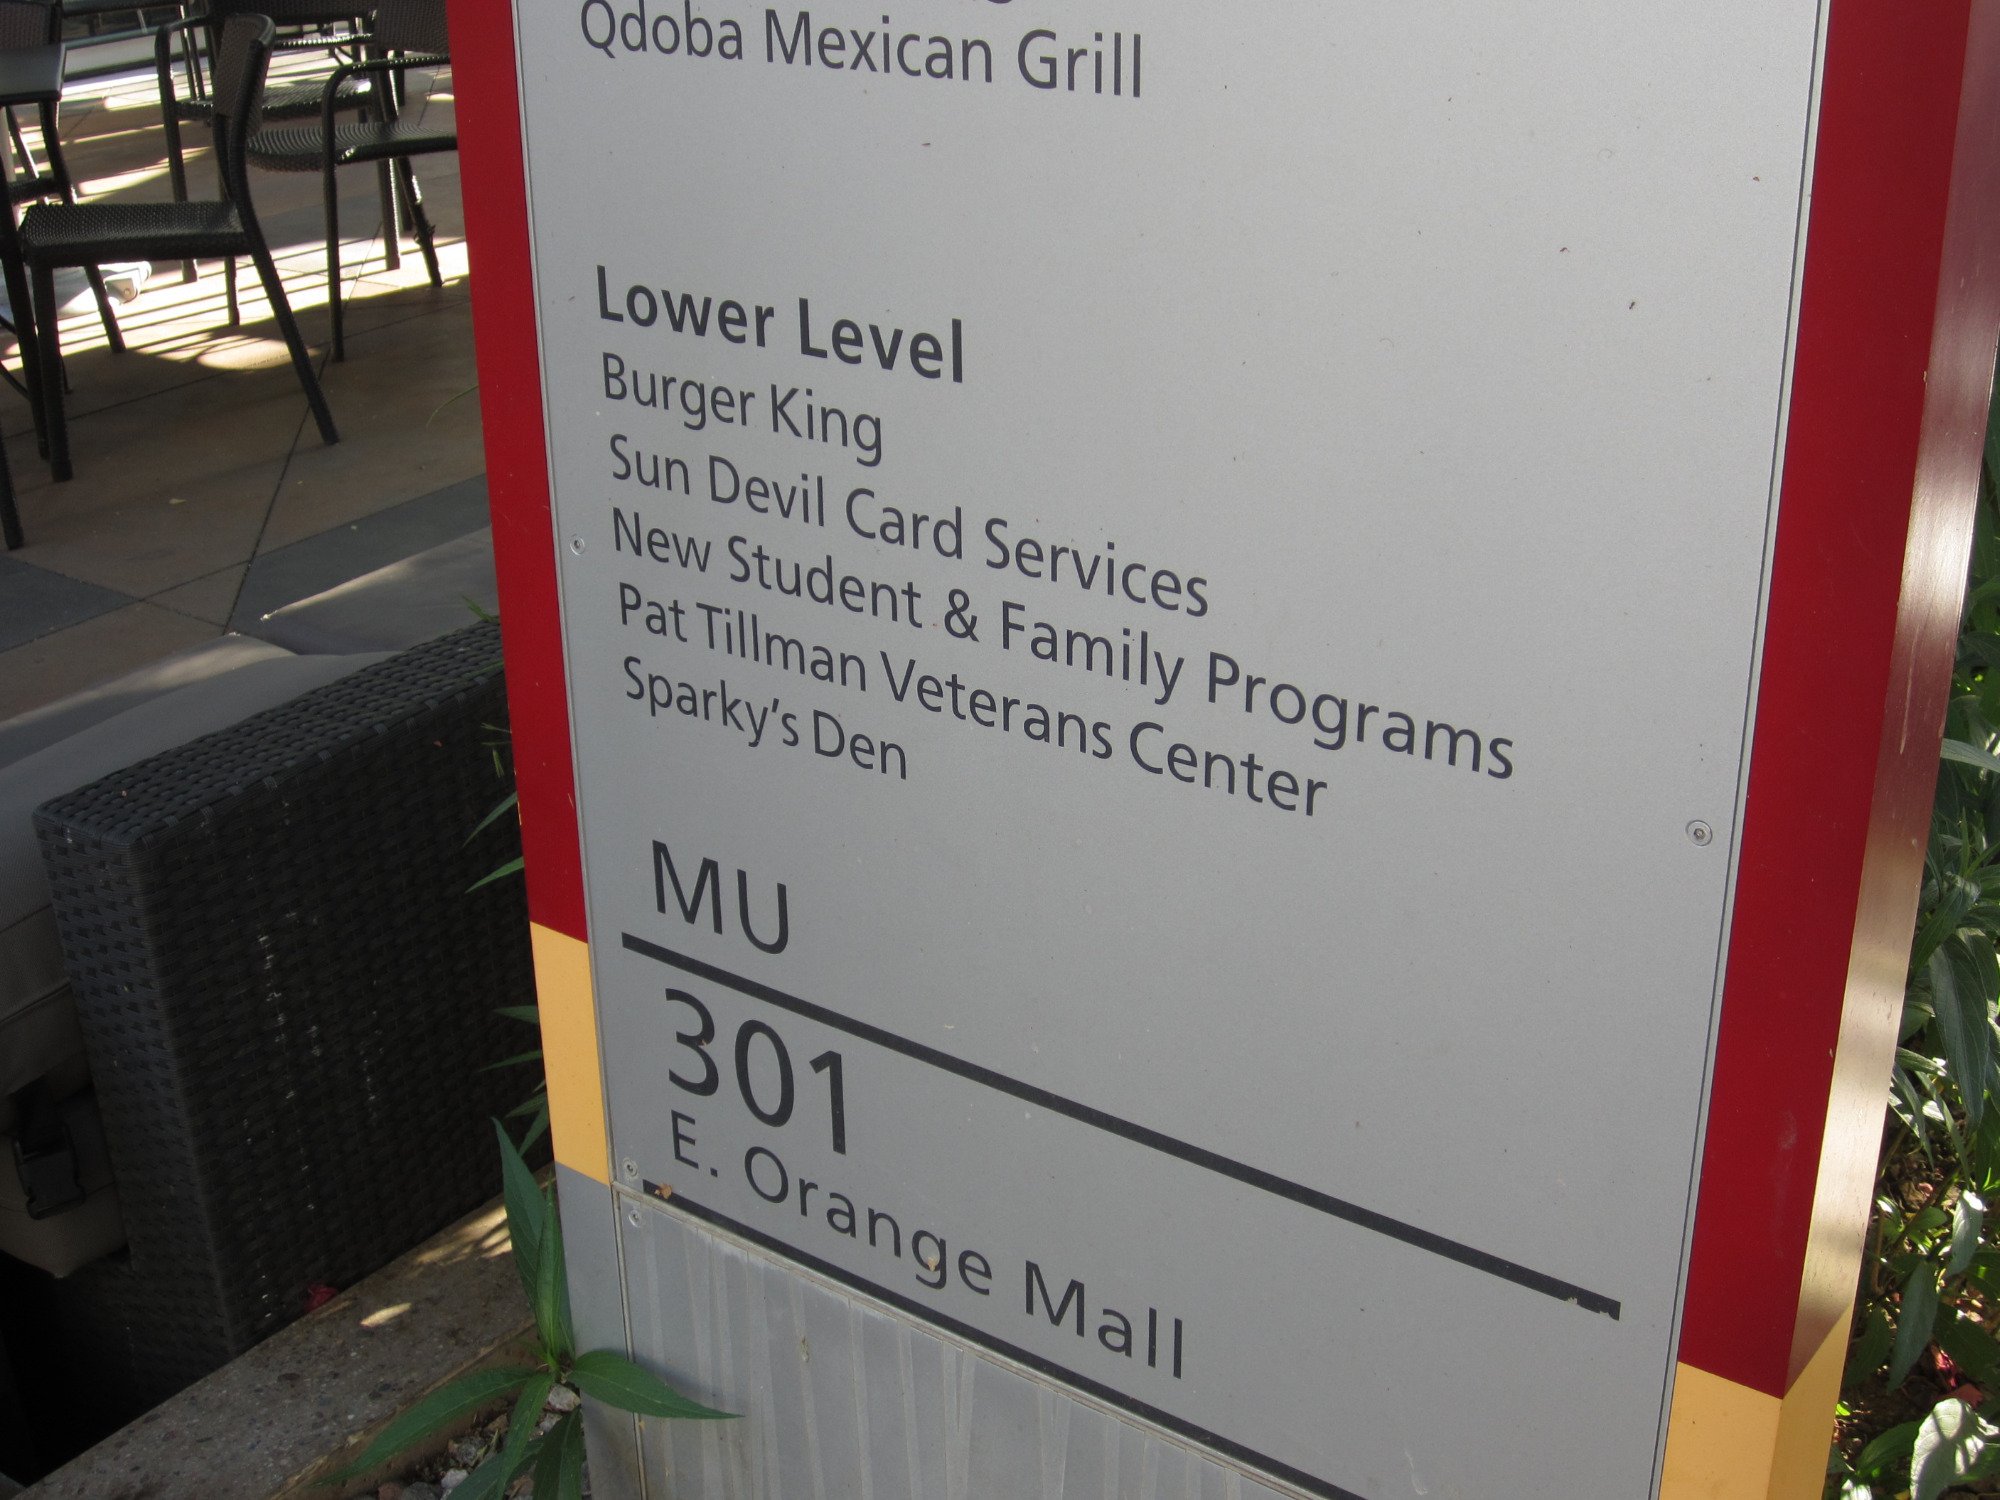 Qdoba Mexican Grill
Lower Level
Burger King
Sun Devil Card Services
New Student & Family Programs
Pat Tillman Veterans Center
Sparky's Den
MU
301
E. Orange Mall